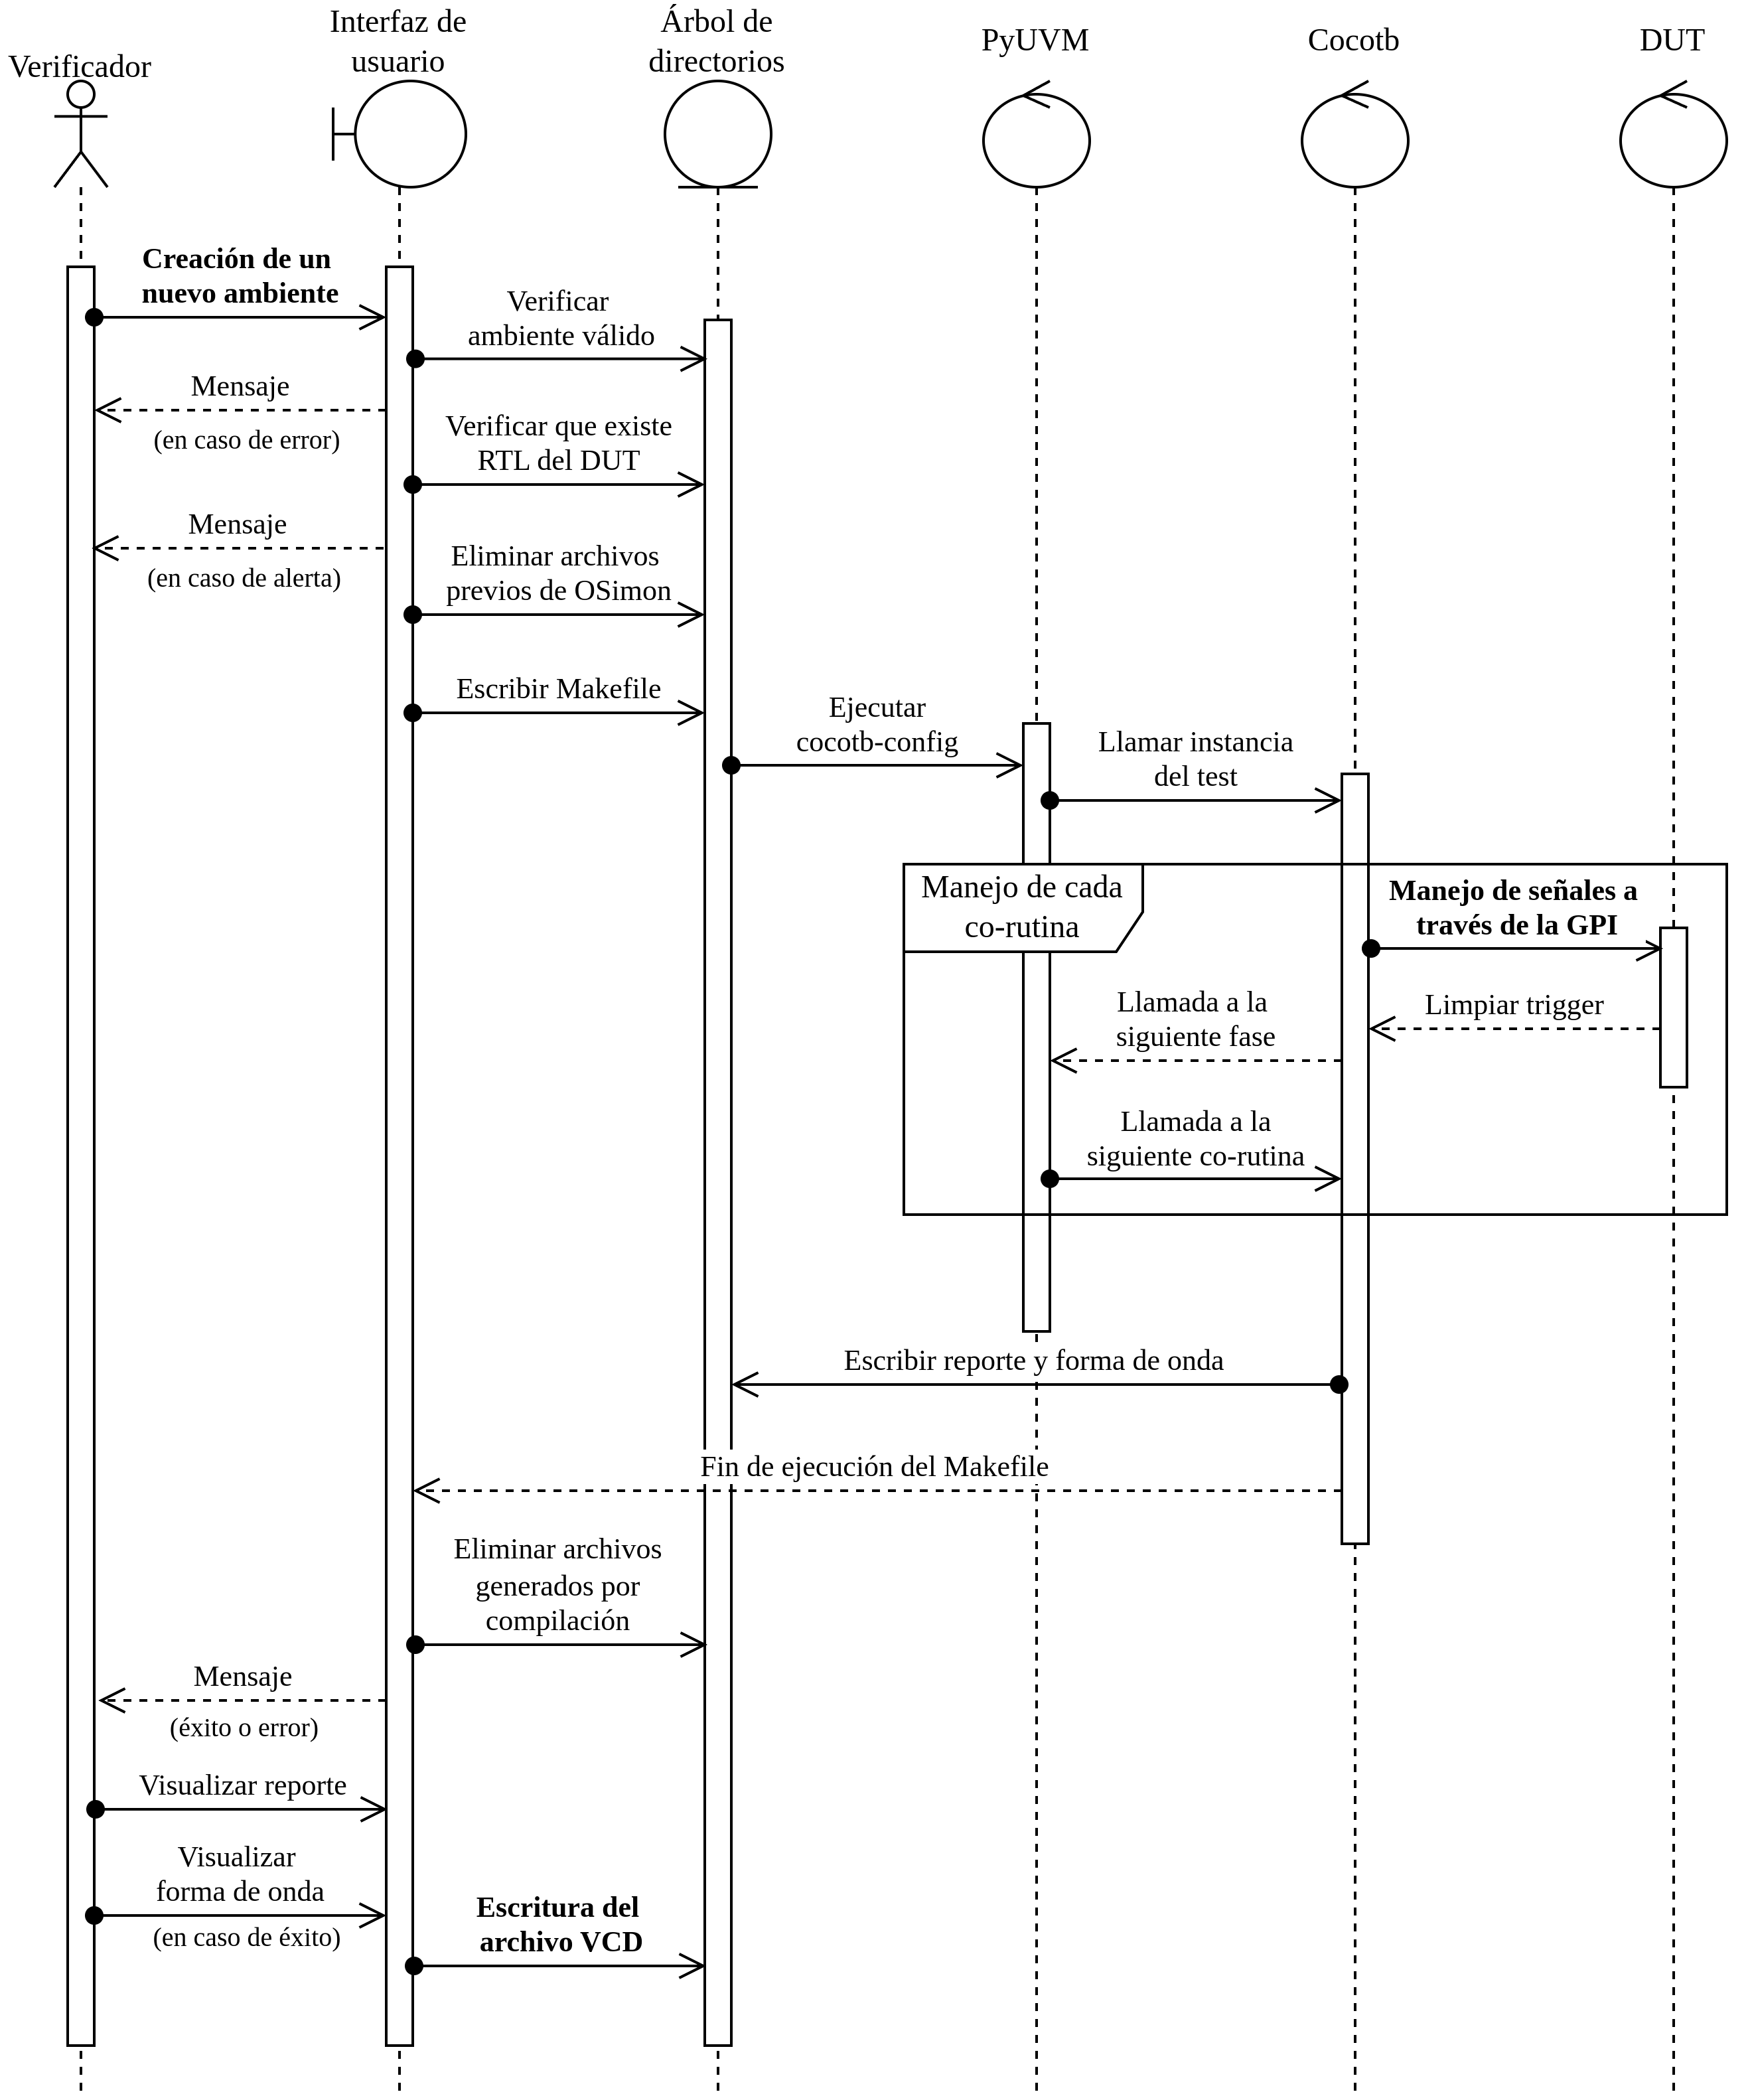 Verificador
Interfaz de
usuario
Árbol de
directorios
PyUVM
Cocotb
DUT
Creación de un
nuevo ambiente
Verificar
ambiente válido
Mensaje
(en caso de error)
Verificar que existe
RTL del DUT
Mensaje
(en caso de alerta)
Eliminar archivos
previos de OSimon
Escribir Makefile
Ejecutar
cocotb-config
Llamar instancia
del test
Manejo de cada
co-rutina
Manejo de señales a
través de la GPI
Limpiar trigger
Llamada a la
siguiente fase
Llamada a la
siguiente co-rutina
Escribir reporte y forma de onda
Fin de ejecución del Makefile
Eliminar archivos
generados por
compilación
Mensaje
(éxito o error)
Visualizar reporte
Visualizar
forma de onda
(en caso de éxito)
Escritura del
archivo VCD